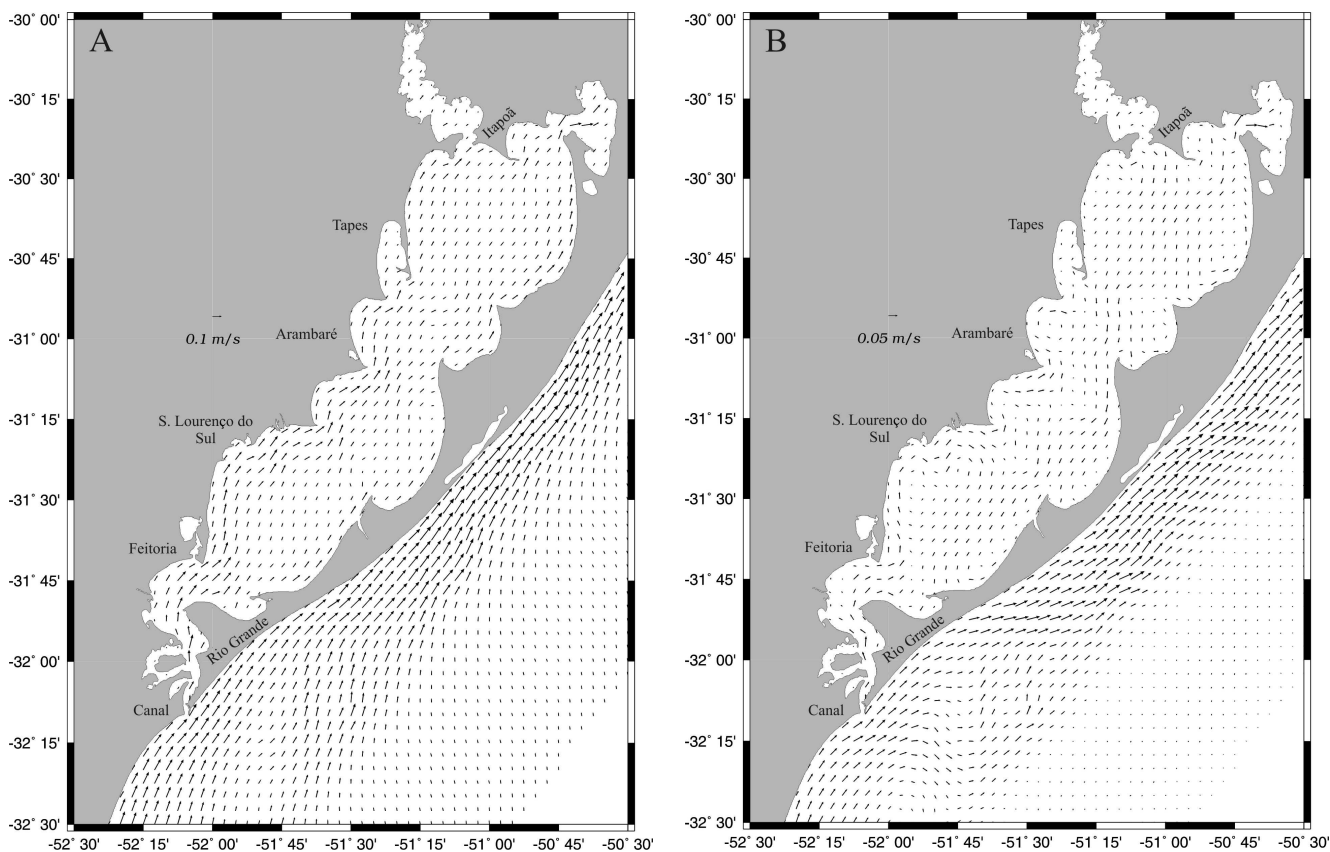 A
-30° 00'
-30° 15'
-30° 30'
-30° 45'
-31° 00'
-31° 15'
-31° 30'
-31° 45'
-32° 00'
-32° 15'
-32° 30'
Itapoã
Tapes
0.1 m/s
Arambaré
S. Lourenço do
Sul
Feitoria
Rio Grande
Canal
-52° 30'
-52° 15'
-52° 00'
-51° 45'
-51° 30'
-51° 15'
-51° 00'
-50° 45'
-50° 30'
B
-30° 00'
-30° 15'
-30° 30'
-30° 45'
-31° 00'
-31° 15'
-31° 30'
-31° 45'
-32° 00'
-32° 15'
-32° 30'
Itapoã
Tapes
0.05 m/s
Arambaré
S. Lourenço do
Sul
Feitoria
Rio Grande
Canal
-52° 30'
-52° 15'
-52° 00'
-51° 45'
-51° 30'
-51° 15'
-51° 00'
-50° 45'
-50° 30'